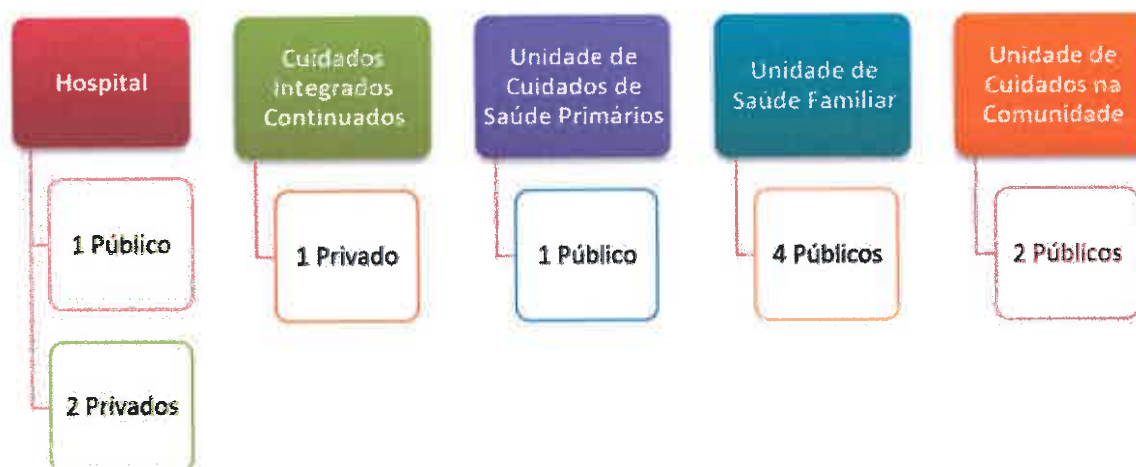 Hospital
1 Público
2 Privados
Cuidados
Integrados
Continuados
1 Privado
Unidade de
Cuidados de
Saúde Primários
1 Público
Unidade de
Saúde Familiar
4 Públicos
Unidade de
Cuidados na
Comunidade
2 Públicos